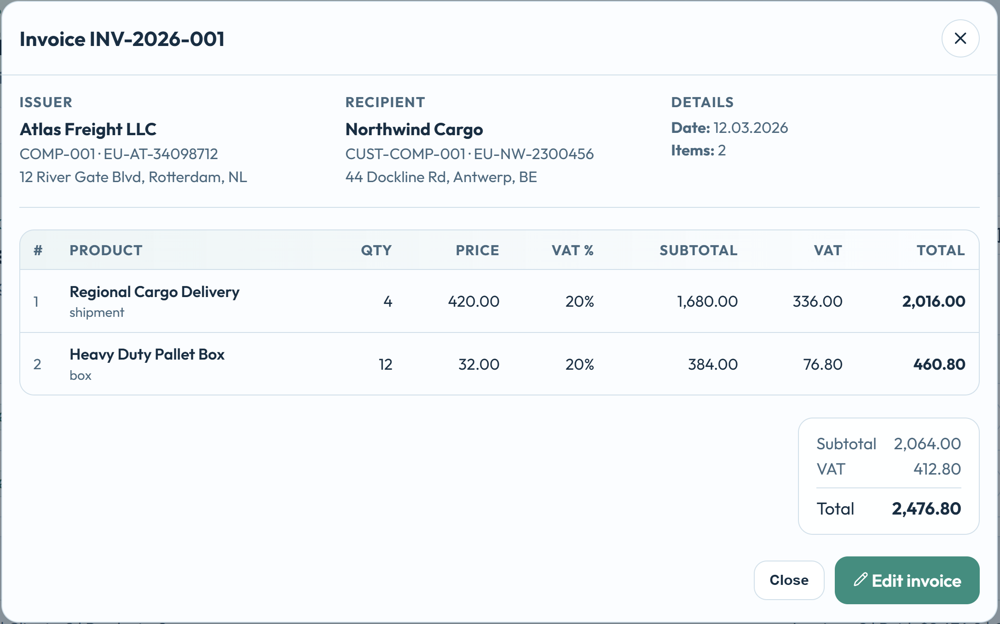 Invoice INV-2026-001
ISSUER
Atlas Freight LLC
COMP-001 · EU-AT-34098712
12 River Gate Blvd, Rotterdam, NL
RECIPIENT
Northwind Cargo
CUST-COMP-001 · EU-NW-2300456
44 Dockline Rd, Antwerp, BE
DETAILS
Date: 12.03.2026
Items: 2
# PRODUCT QTY PRICE VAT % SUBTOTAL VAT TOTAL
1 Regional Cargo Delivery 4 420.00 20% 1,680.00 336.00 2,016.00
shipment
2 Heavy Duty Pallet Box 12 32.00 20% 384.00 76.80 460.80
box
Subtotal 2,064.00
VAT 412.80
Total 2,476.80
Close Edit invoice